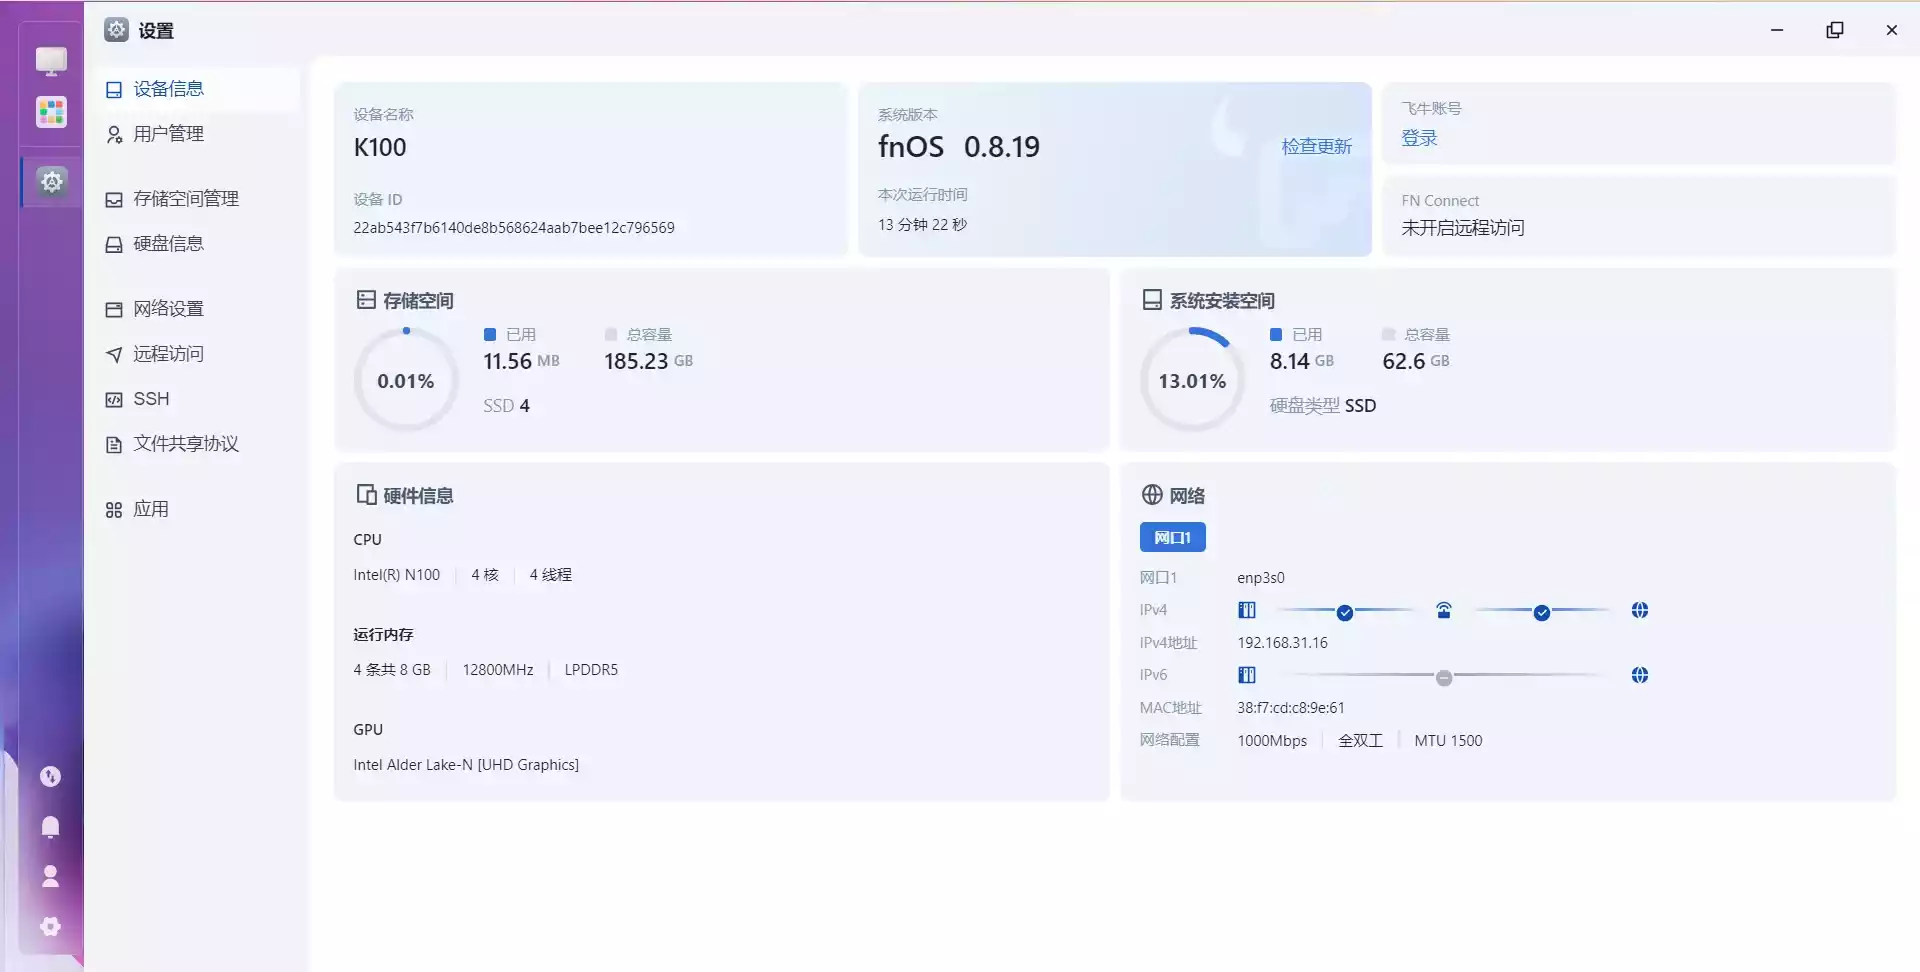 设置
设备信息
用户管理
存储空间管理
硬盘信息
网络设置
远程访问
SSH
文件共享协议
应用
设备名称
K100
设备 ID
22ab543f7b6140de8b568624aab7bee12c796569
系统版本
fnOS 0.8.19
检查更新
本次运行时间
13 分钟 22 秒
飞牛账号
登录
FN Connect
未开启远程访问
存储空间
0.01%
已用 总容量
11.56 MB 185.23 GB
SSD 4
系统安装空间
13.01%
已用 总容量
8.14 GB 62.6 GB
硬盘类型 SSD
硬件信息
CPU
Intel(R) N100 4 核 4 线程
运行内存
4 条共 8 GB 12800MHz LPDDR5
GPU
Intel Alder Lake-N [UHD Graphics]
网络
网口1
网口1 enp3s0
IPv4
IPv4地址 192.168.31.16
IPv6
MAC地址 38:f7:cd:c8:9e:61
网络配置 1000Mbps 全双工 MTU 1500